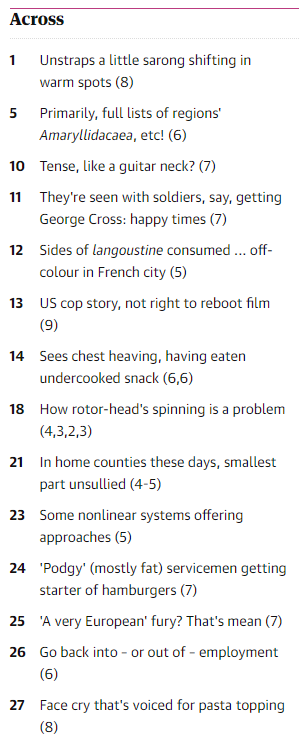 Across
1 Unstraps a little sarong shifting in
warm spots (8)
5 Primarily, full lists of regions'
Amaryllidacaea, etc! (6)
10 Tense, like a guitar neck? (7)
11 They're seen with soldiers, say, getting
George Cross: happy times (7)
12 Sides of langoustine consumed ... off-
colour in French city (5)
13 US cop story, not right to reboot film
(9)
14 Sees chest heaving, having eaten
undercooked snack (6,6)
18 How rotor-head's spinning is a problem
(4,3,2,3)
21 In home counties these days, smallest
part unsullied (4-5)
23 Some nonlinear systems offering
approaches (5)
24 'Podgy' (mostly fat) servicemen getting
starter of hamburgers (7)
25 'A very European' fury? That's mean (7)
26 Go back into – or out of – employment
(6)
27 Face cry that's voiced for pasta topping
(8)